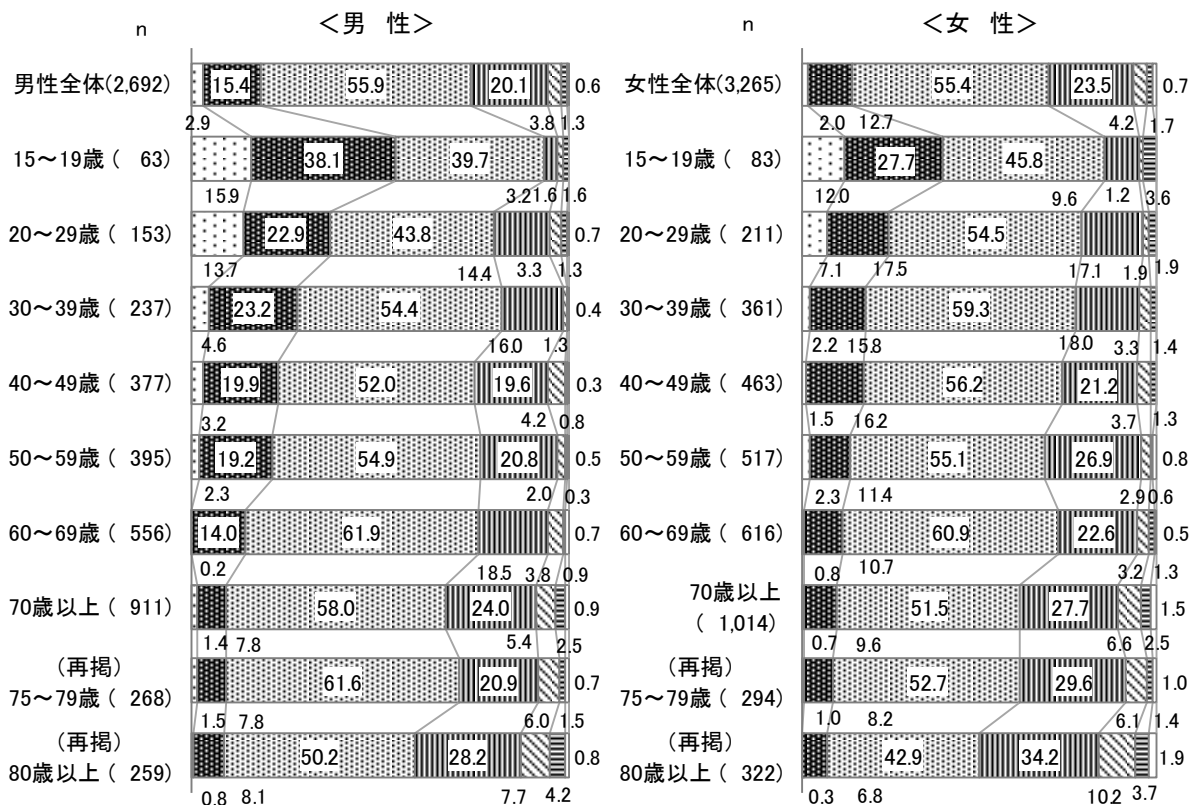 n ＜男 性＞
男性全体(2,692) 15.4 55.9 20.1 0.6
2.9 3.8 1.3
15～19歳 ( 63) 38.1 39.7
15.9 3.2 1.6 1.6
20～29歳 ( 153) 22.9 43.8 0.7
13.7 14.4 3.3 1.3
30～39歳 ( 237) 23.2 54.4 0.4
4.6 16.0 1.3
40～49歳 ( 377) 19.9 52.0 19.6 0.3
3.2 4.2 0.8
50～59歳 ( 395) 19.2 54.9 20.8 0.5
2.3 2.0 0.3
60～69歳 ( 556) 14.0 61.9 0.7
0.2 18.5 3.8 0.9
70歳以上 ( 911) 58.0 24.0 0.9
1.4 7.8 5.4 2.5
（再掲）
75～79歳 ( 268) 61.6 20.9 0.7
1.5 7.8 6.0 1.5
（再掲）
80歳以上 ( 259) 50.2 28.2 0.8
0.8 8.1 7.7 4.2
n ＜女 性＞
女性全体(3,265) 55.4 23.5 0.7
2.0 12.7 4.2 1.7
15～19歳 ( 83) 27.7 45.8
12.0 9.6 1.2 3.6
20～29歳 ( 211) 54.5
7.1 17.5 17.1 1.9 1.9
30～39歳 ( 361) 59.3
2.2 15.8 18.0 3.3 1.4
40～49歳 ( 463) 56.2 21.2
1.5 16.2 3.7 1.3
50～59歳 ( 517) 55.1 26.9 0.8
2.3 11.4 2.9 0.6
60～69歳 ( 616) 60.9 22.6 0.5
0.8 10.7 3.2 1.3
70歳以上
( 1,014) 51.5 27.7 1.5
0.7 9.6 6.6 2.5
（再掲）
75～79歳 ( 294) 52.7 29.6 1.0
1.0 8.2 6.1 1.4
（再掲）
80歳以上 ( 322) 42.9 34.2 1.9
0.3 6.8 10.2 3.7